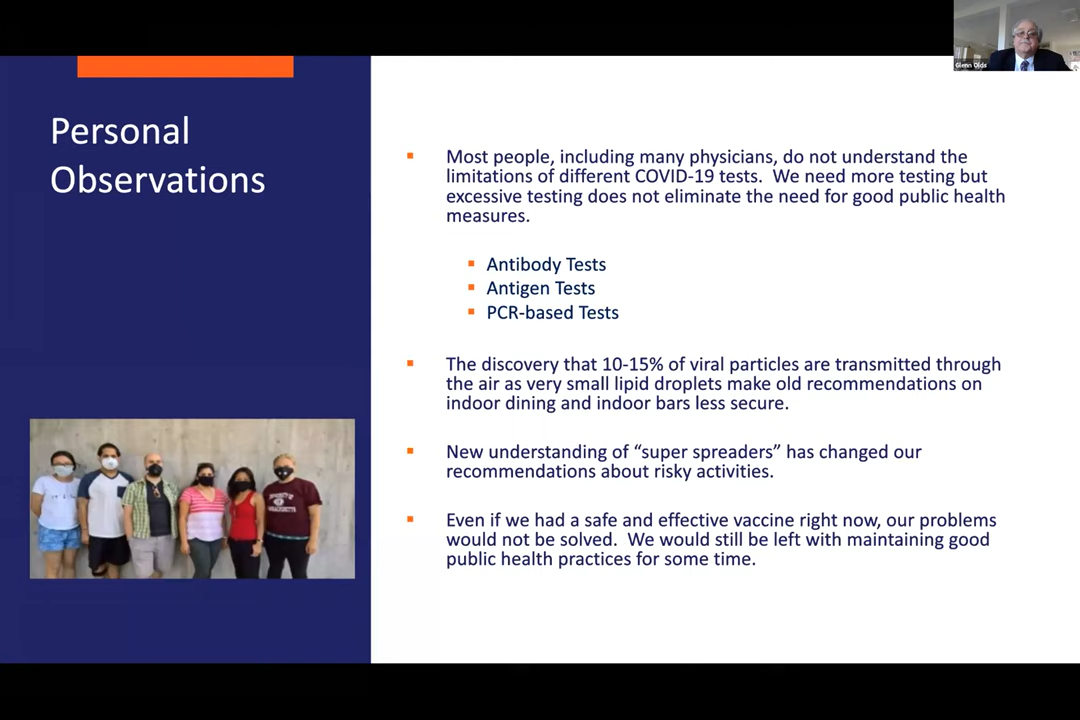 Glenn Olds
Personal
Observations
Most people, including many physicians, do not understand the
limitations of different COVID-19 tests.  We need more testing but
excessive testing does not eliminate the need for good public health
measures.
Antibody Tests
Antigen Tests
PCR-based Tests
The discovery that 10-15% of viral particles are transmitted through
the air as very small lipid droplets make old recommendations on
indoor dining and indoor bars less secure.
New understanding of “super spreaders” has changed our
recommendations about risky activities.
Even if we had a safe and effective vaccine right now, our problems
would not be solved.  We would still be left with maintaining good
public health practices for some time.